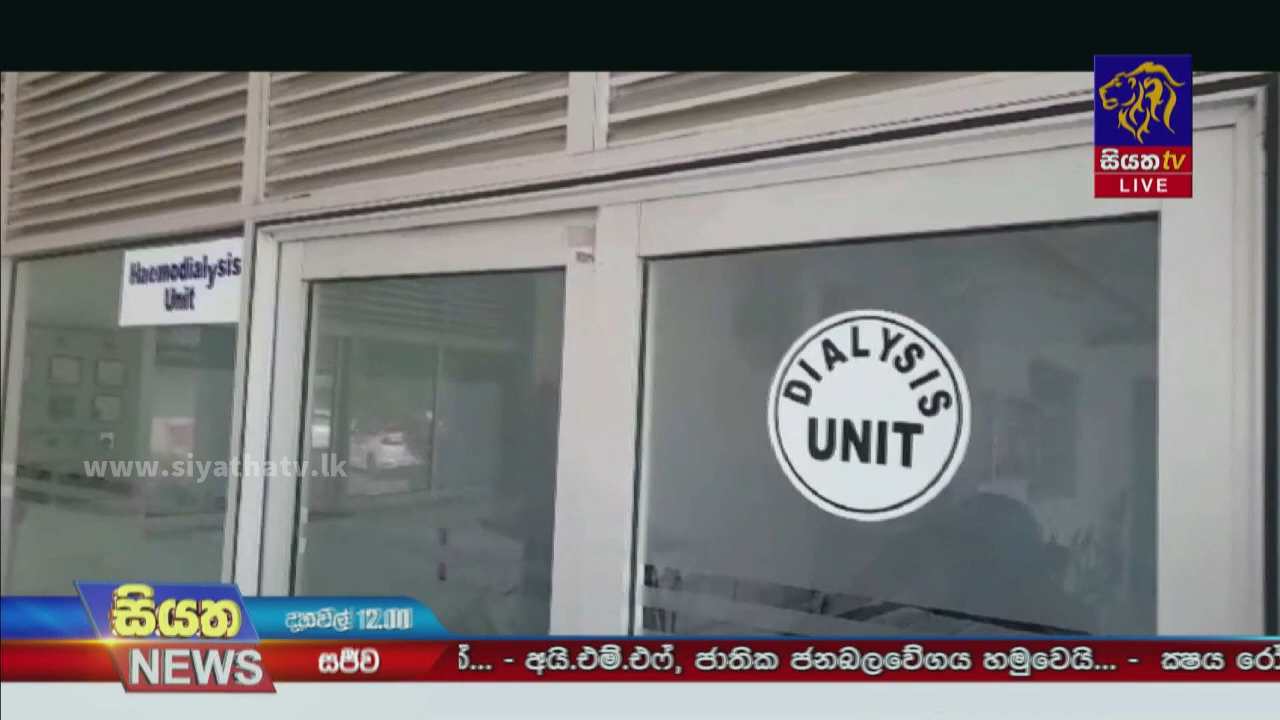 සියත tv
LIVE
Haemodialysis
Unit
DIALYSIS
UNIT
www.siyathatv.lk
සියත
NEWS
දහවල් 12.00
සජීව
... - අයි.එම්.එෆ්, ජාතික ජනබලවේගය හමුවෙයි... - ක්‍ෂය